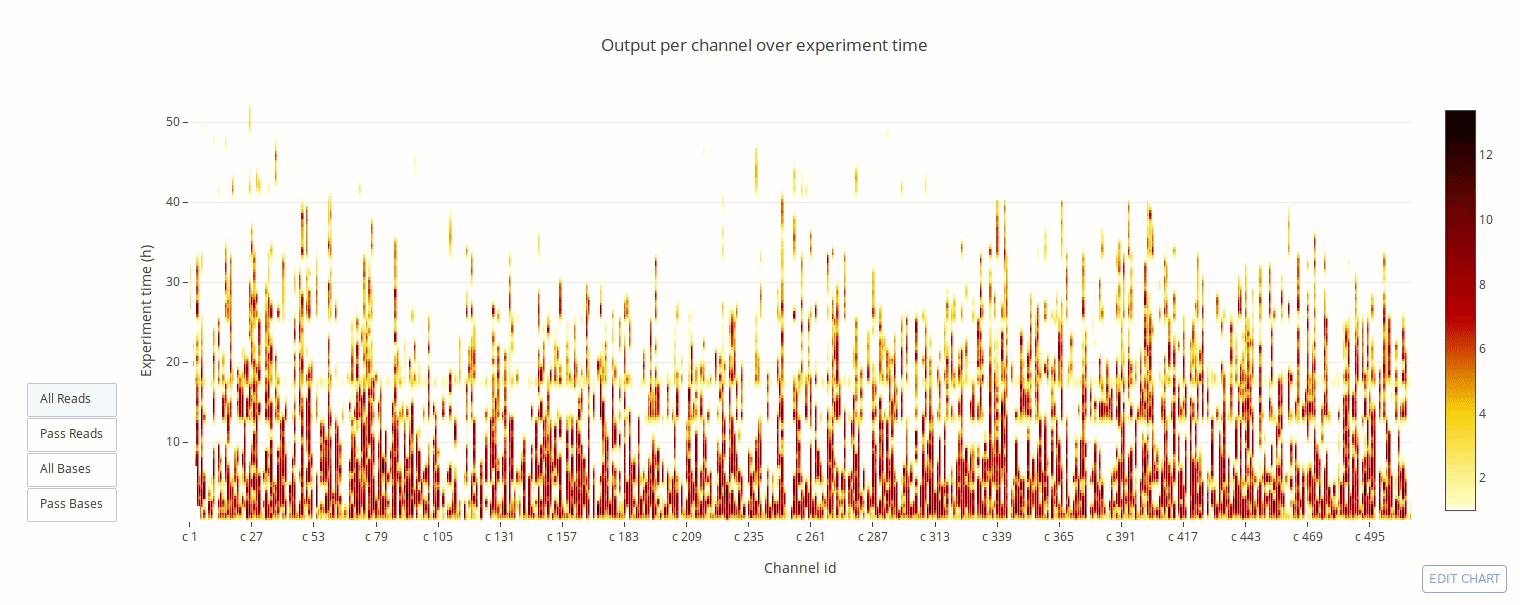 Output per channel over experiment time
Experiment time (h)
50
40
30
20
10
c 1
c 27
c 53
c 79
c 105
c 131
c 157
c 183
c 209
c 235
c 261
c 287
c 313
c 339
c 365
c 391
c 417
c 443
c 469
c 495
Channel id
12
10
8
6
4
2
All Reads
Pass Reads
All Bases
Pass Bases
EDIT CHART